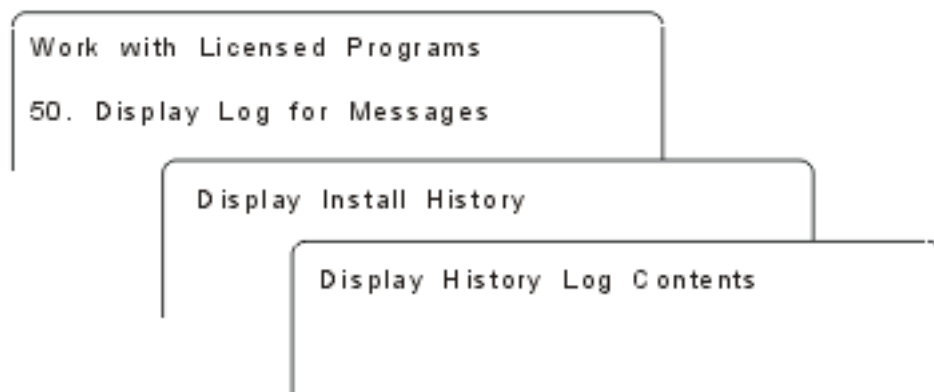 Work with Licensed Programs
50. Display Log for Messages
Display Install History
Display History Log Contents